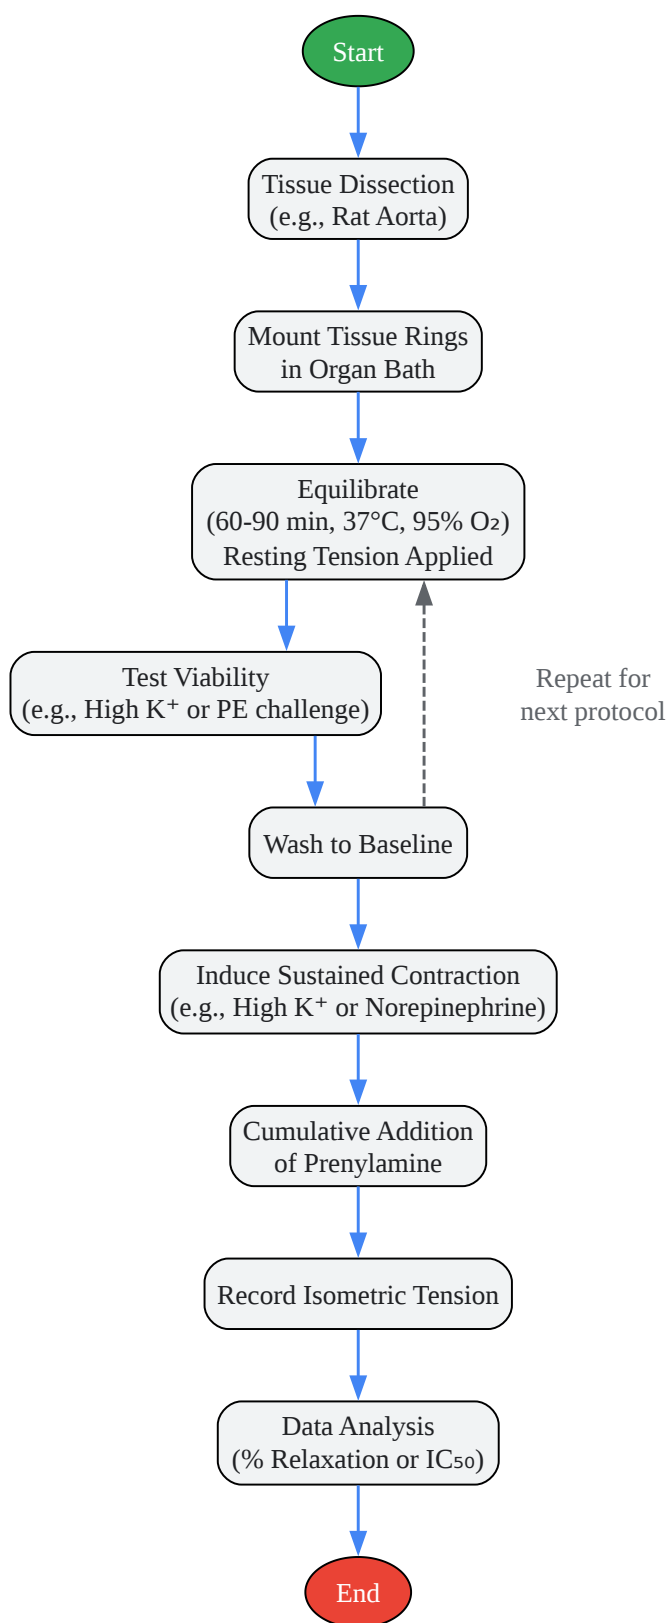 Start
Tissue Dissection
(e.g., Rat Aorta)
Mount Tissue Rings
in Organ Bath
Equilibrate
(60-90 min, 37°C, 95% O₂)
Resting Tension Applied
Test Viability
(e.g., High K⁺ or PE challenge)
Repeat for
next protocol
Wash to Baseline
Induce Sustained Contraction
(e.g., High K⁺ or Norepinephrine)
Cumulative Addition
of Prenylamine
Record Isometric Tension
Data Analysis
(% Relaxation or IC₅₀)
End